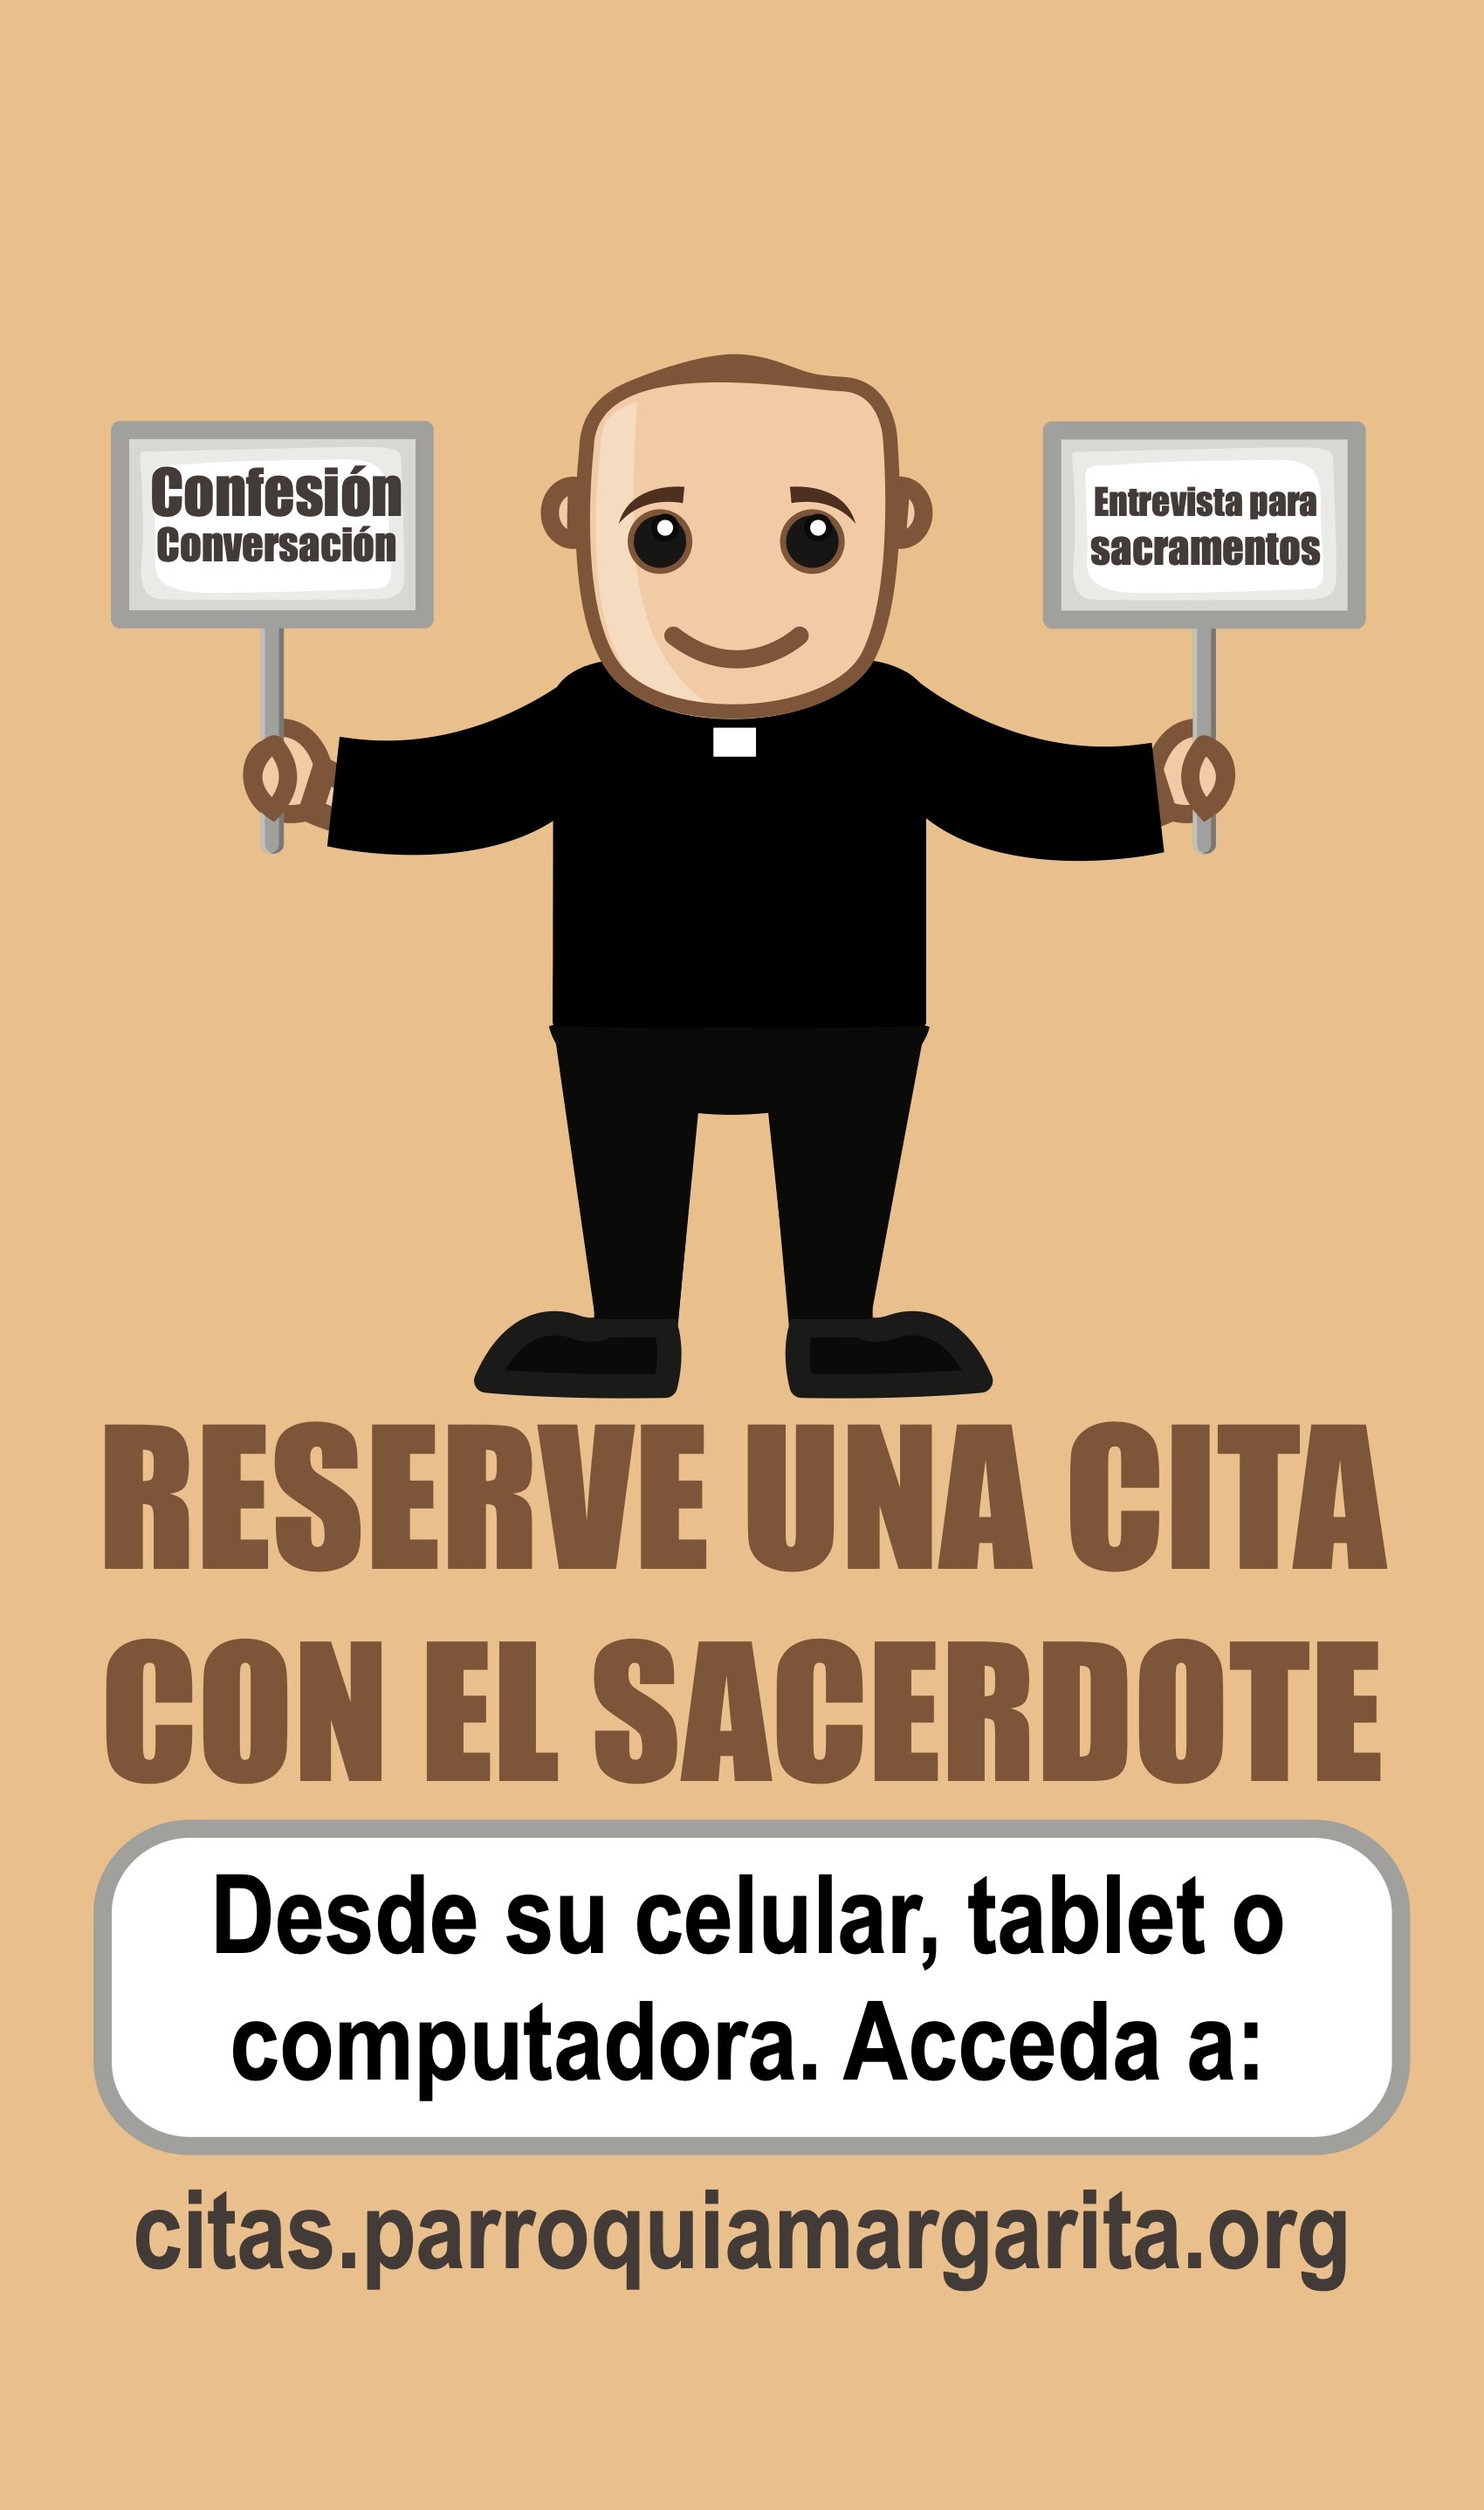 Confesión
Conversación
Entrevista para
sacramentos
RESERVE UNA CITA
CON EL SACERDOTE
Desde su celular, tablet o
computadora. Acceda a:
citas.parroquiamargarita.org